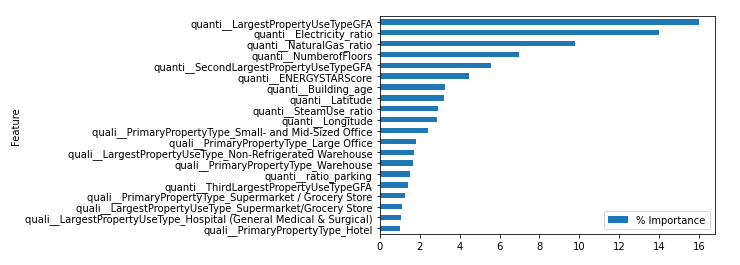 quanti__LargestPropertyUseTypeGFA
quanti__Electricity_ratio
quanti__NaturalGas_ratio
quanti__NumberofFloors
quanti__SecondLargestPropertyUseTypeGFA
quanti__ENERGYSTARScore
quanti__Building_age
quanti__Latitude
quanti__SteamUse_ratio
quanti__Longitude
quali__PrimaryPropertyType_Small- and Mid-Sized Office
quali__PrimaryPropertyType_Large Office
quali__LargestPropertyUseType_Non-Refrigerated Warehouse
quali__PrimaryPropertyType_Warehouse
quanti__ratio_parking
quanti__ThirdLargestPropertyUseTypeGFA
quali__PrimaryPropertyType_Supermarket / Grocery Store
quali__LargestPropertyUseType_Supermarket/Grocery Store
quali__LargestPropertyUseType_Hospital (General Medical & Surgical)
quali__PrimaryPropertyType_Hotel
Feature
% Importance
0 2 4 6 8 10 12 14 16